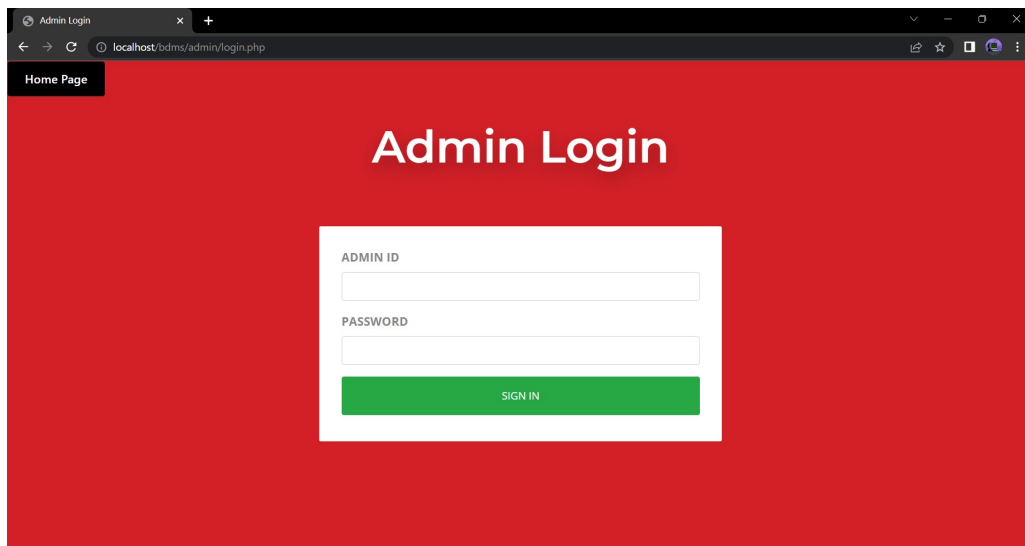 Admin Login
localhost/bdms/admin/login.php
Home Page
Admin Login
ADMIN ID
PASSWORD
SIGN IN